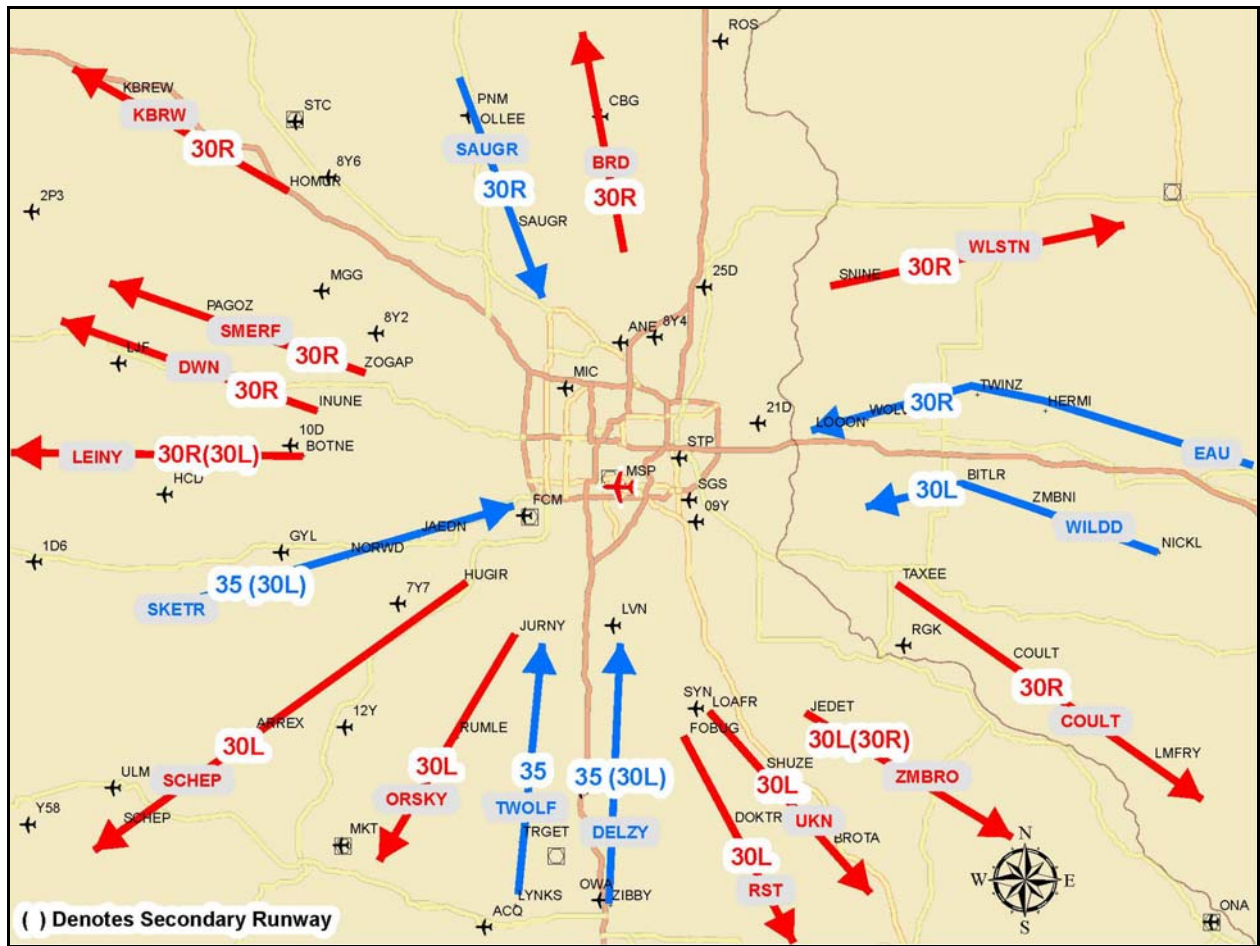 ROS
KBREW
KBRW
STC
PNM
OLLEE
CBG
SAUGR
BRD
30R
8Y6
HOMGR
30R
30R
2P3
SAUGR
WLSTN
SNINE
30R
MGG
25D
PAGOZ
SMERF
8Y2
30R
ZOGAP
ANE
8Y4
LJF
DWN
30R
INUNE
MIC
TWINZ
HERMI
30R
21D
LOOON
10D
BOTNE
LEINY
30R(30L)
STP
EAU
HCD
MSP
BITLR
30L
ZMBNI
WILDD
NICKL
SGS
09Y
FCM
JAEDN
NORWD
GYL
1D6
35 (30L)
SKETR
HUGIR
7Y7
TAXEE
JURNY
LVN
RGK
COULT
30R
COULT
LMFRY
SYN
LOAFR
JEDET
FOBUG
30L(30R)
ZMBRO
12Y
ARREX
30L
SCHEP
RUMLE
30L
ORSKY
35
TWOLF
35 (30L)
DELZY
SHUZE
30L
UKN
ULM
Y58
SCHEP
MKT
TRGET
DOKTR
BROTA
30L
RST
LYNKS
OWA
ZIBBY
ACQ
N
W
E
S
ONA
( ) Denotes Secondary Runway